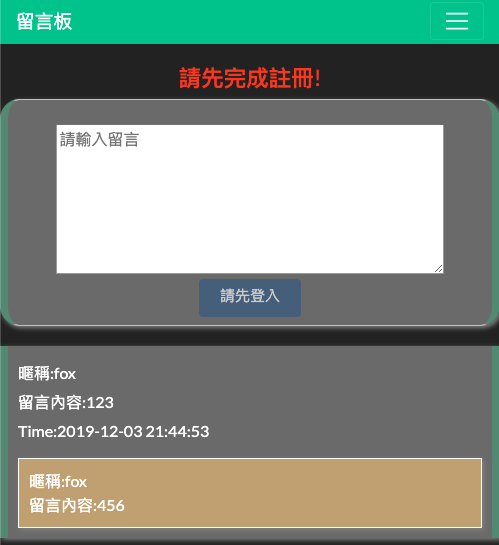 留言板
請先完成註冊!
請輸入留言
請先登入
暱稱:fox
留言內容:123
Time:2019-12-03 21:44:53
暱稱:fox
留言內容:456